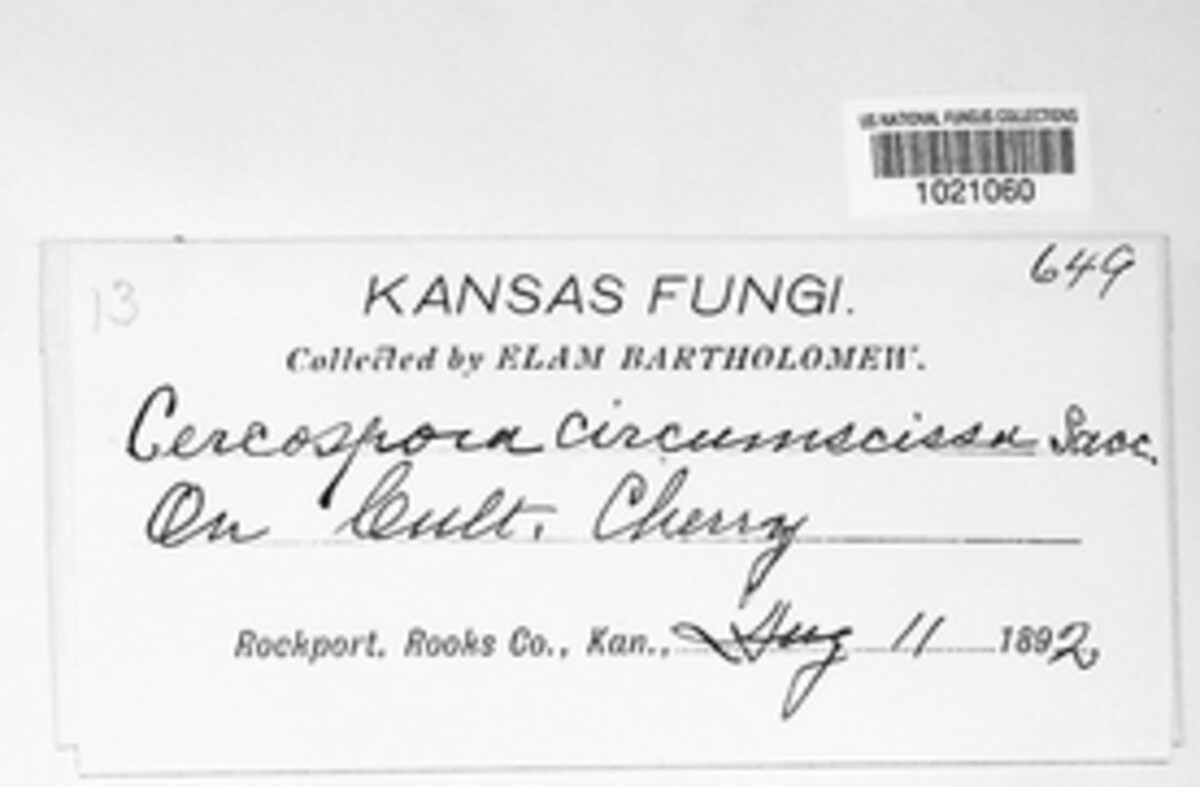 US NATIONAL FUNGUS COLLECTIONS
1021060
649
13
KANSAS FUNGI.
Collected by ELAM BARTHOLOMEW.
Cercospora circumscissa Sacc.
On Cult. Cherry
Rockport, Rooks Co., Kan., Aug 11 1892